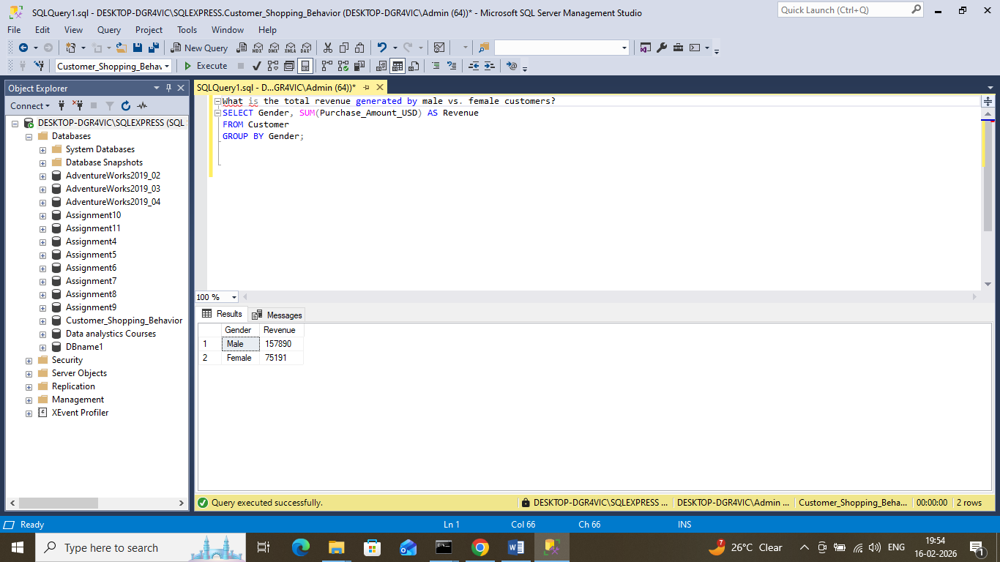 SQLQuery1.sql - DESKTOP-DGR4VIC\SQLEXPRESS.Customer_Shopping_Behavior (DESKTOP-DGR4VIC\Admin (64))* - Microsoft SQL Server Management Studio
Quick Launch (Ctrl+Q)
File Edit View Query Project Tools Window Help
New Query MDX DMX XMLA DAX
Customer_Shopping_Behav Execute
Object Explorer
SQLQuery1.sql - D...GR4VIC\Admin (64))*
Connect
DESKTOP-DGR4VIC\SQLEXPRESS (SQL
Databases
System Databases
Database Snapshots
AdventureWorks2019_02
AdventureWorks2019_03
AdventureWorks2019_04
Assignment10
Assignment11
Assignment4
Assignment5
Assignment6
Assignment7
Assignment8
Assignment9
Customer_Shopping_Behavior
Data analystics Courses
DBname1
Security
Server Objects
Replication
Management
XEvent Profiler
What is the total revenue generated by male vs. female customers?
SELECT Gender, SUM(Purchase_Amount_USD) AS Revenue
FROM Customer
GROUP BY Gender;
100 %
Results Messages
Gender Revenue
1 Male 157890
2 Female 75191
Query executed successfully. DESKTOP-DGR4VIC\SQLEXPRESS ... DESKTOP-DGR4VIC\Admin ... Customer_Shopping_Beha... 00:00:00 2 rows
Ready Ln 1 Col 66 Ch 66 INS
Type here to search
7
26°C Clear
ENG
19:54
16-02-2026
1